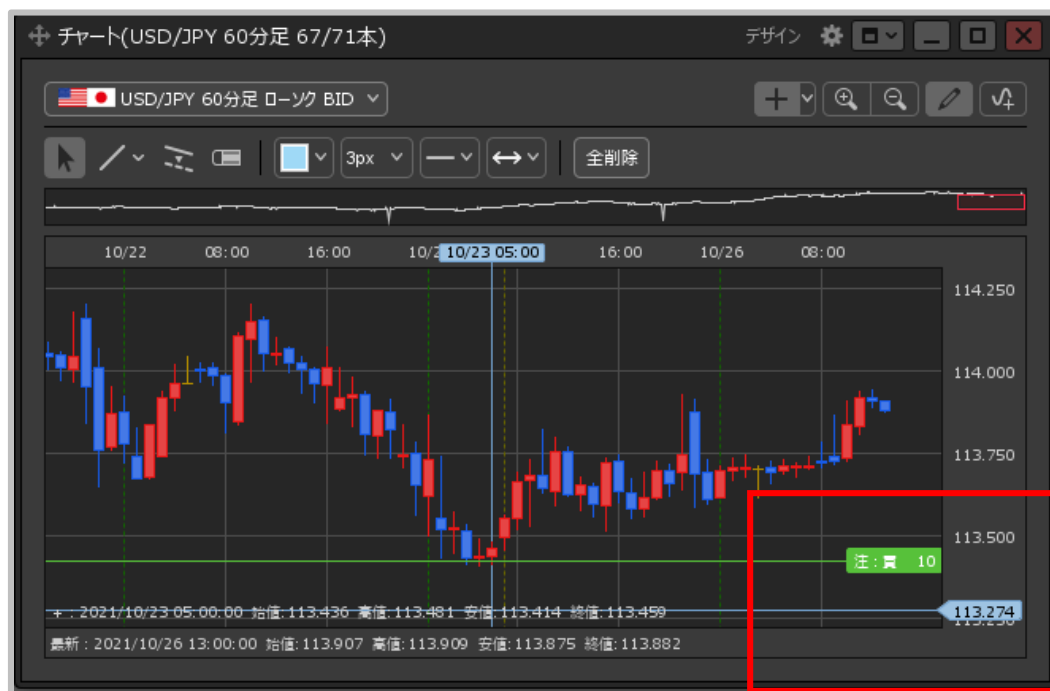 チャート(USD/JPY 60分足 67/71本)
デザイン
USD/JPY 60分足 ローソク BID
3px
全削除
10/22 08:00 16:00 10/2 10/23 05:00 16:00 10/26 08:00
114.250
114.000
113.750
113.500
注:買 10
+ : 2021/10/23 05:00:00 始値:113.436 高値:113.481 安値:113.414 終値:113.459
113.274
最新 : 2021/10/26 13:00:00 始値:113.907 高値:113.909 安値:113.875 終値:113.882